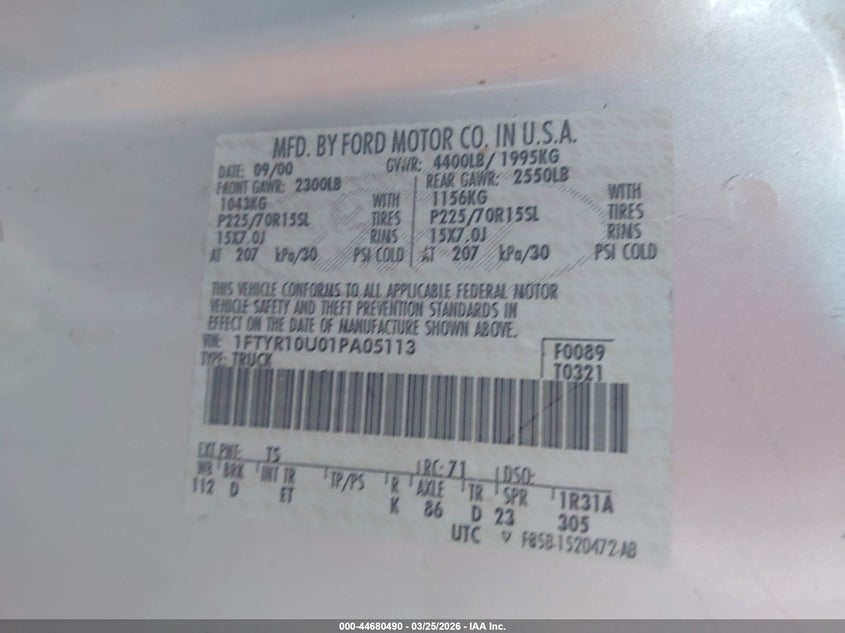 MFD. BY FORD MOTOR CO. IN U.S.A.
DATE: 09/00 GVWR: 4400LB/ 1995KG
FRONT GAWR: 2300LB REAR GAWR: 2550LB
1043KG WITH 1156KG WITH
P225/70R15SL TIRES P225/70R15SL TIRES
15X7.0J RIMS 15X7.0J RIMS
AT 207 kPa/30 PSI COLD AT 207 kPa/30 PSI COLD
THIS VEHICLE CONFORMS TO ALL APPLICABLE FEDERAL MOTOR
VEHICLE SAFETY AND THEFT PREVENTION STANDARDS IN
EFFECT ON THE DATE OF MANUFACTURE SHOWN ABOVE.
VIN: 1FTYR10U01PA05113 F0089
TYPE: TRUCK T0321
EXT PNT: TS RC: 71 DSO:
WB BRK INT TR TP/PS R AXLE TR SPR 1R31A
112 D ET K 86 D 23 305
UTC F85B-1520472-AB
000-44680490 - 03/25/2026 - IAA Inc.